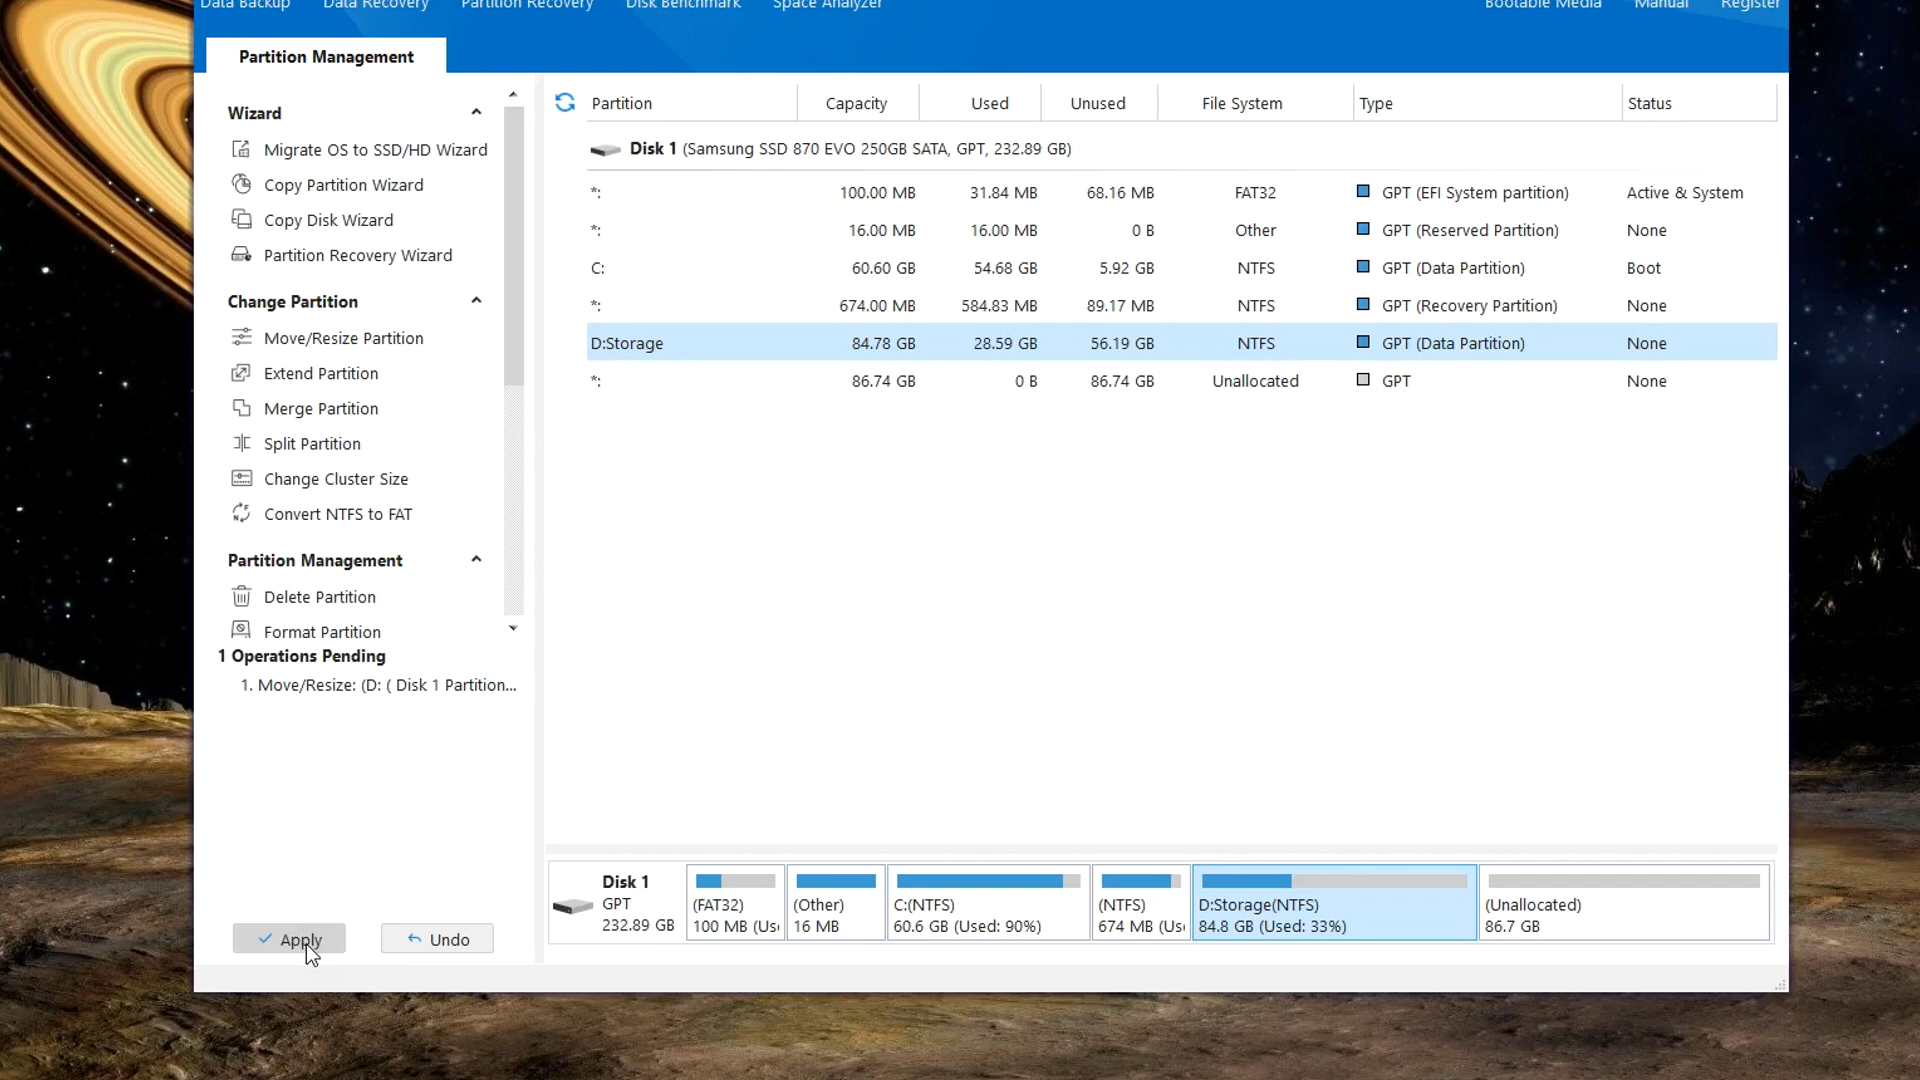 Data Backup Data Recovery Partition Recovery Disk Benchmark Space Analyzer Bootable Media Manual Register
Partition Management
Wizard
Migrate OS to SSD/HD Wizard
Copy Partition Wizard
Copy Disk Wizard
Partition Recovery Wizard
Change Partition
Move/Resize Partition
Extend Partition
Merge Partition
Split Partition
Change Cluster Size
Convert NTFS to FAT
Partition Management
Delete Partition
Format Partition
1 Operations Pending
1. Move/Resize: (D: ( Disk 1 Partition...
Apply Undo
Partition Capacity Used Unused File System Type Status
Disk 1 (Samsung SSD 870 EVO 250GB SATA, GPT, 232.89 GB)
*: 100.00 MB 31.84 MB 68.16 MB FAT32 GPT (EFI System partition) Active & System
*: 16.00 MB 16.00 MB 0 B Other GPT (Reserved Partition) None
C: 60.60 GB 54.68 GB 5.92 GB NTFS GPT (Data Partition) Boot
*: 674.00 MB 584.83 MB 89.17 MB NTFS GPT (Recovery Partition) None
D:Storage 84.78 GB 28.59 GB 56.19 GB NTFS GPT (Data Partition) None
*: 86.74 GB 0 B 86.74 GB Unallocated GPT None
Disk 1
GPT
232.89 GB
(FAT32)
100 MB (Us
(Other)
16 MB
C:(NTFS)
60.6 GB (Used: 90%)
(NTFS)
674 MB (Us
D:Storage(NTFS)
84.8 GB (Used: 33%)
(Unallocated)
86.7 GB